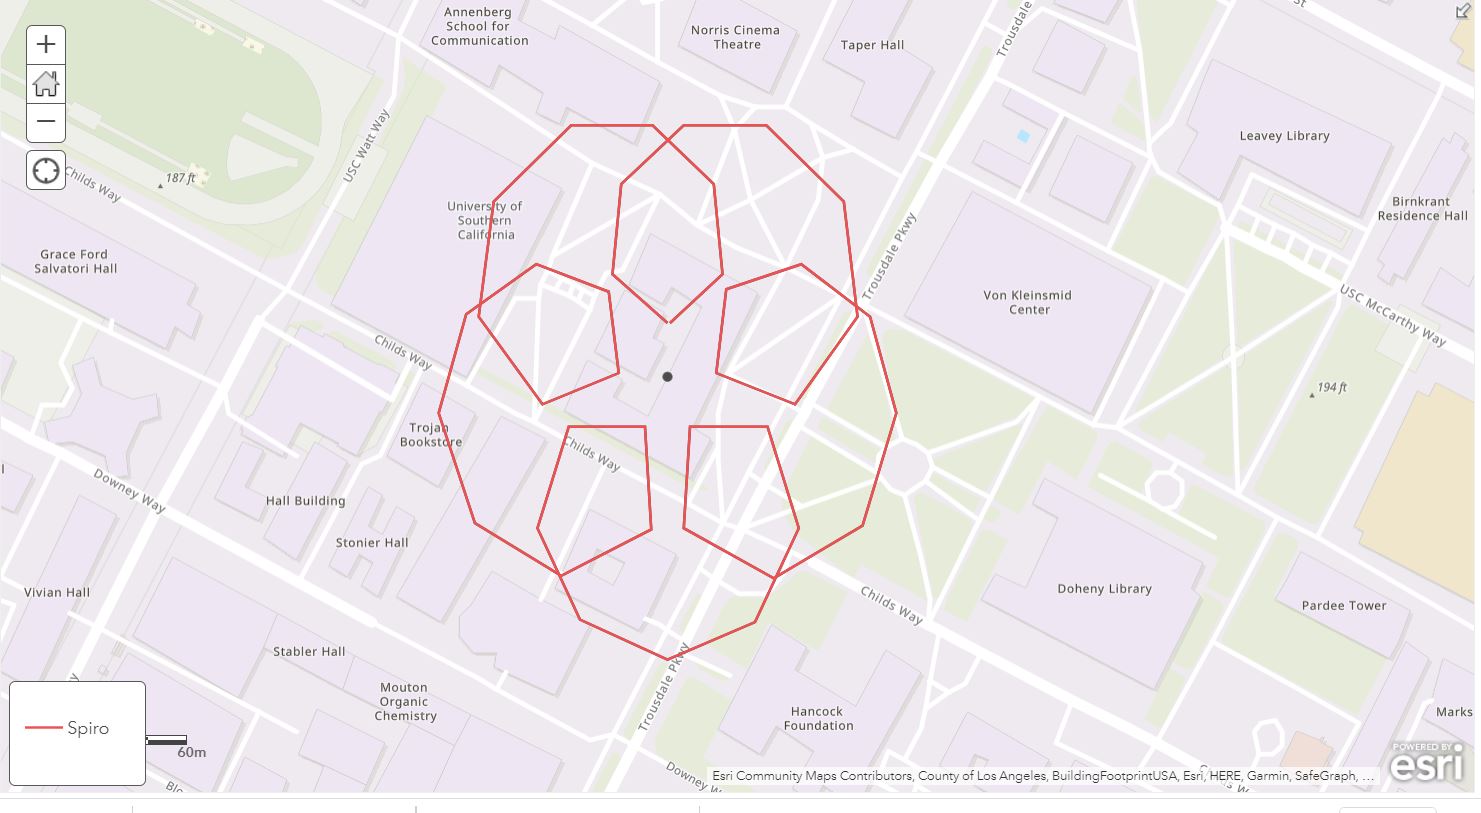 Annenberg
School for
Communication
Norris Cinema
Theatre
Taper Hall
Trousdale
St
Leavey Library
USC Watt Way
Childs Way
187 ft
Birnkrant
Residence Hall
University of
Southern
California
Grace Ford
Salvatori Hall
Trousdale Pkwy
Von Kleinsmid
Center
USC McCarthy Way
Childs Way
194 ft
Trojan
Bookstore
Childs Way
Downey Way
Hall Building
Stonier Hall
Vivian Hall
Childs Way
Doheny Library
Pardee Tower
Stabler Hall
Mouton
Organic
Chemistry
Trousdale Pkwy
Hancock
Foundation
Marks
Spiro
60m
Downey W
POWERED BY
esri
Esri Community Maps Contributors, County of Los Angeles, BuildingFootprintUSA, Esri, HERE, Garmin, SafeGraph, ...